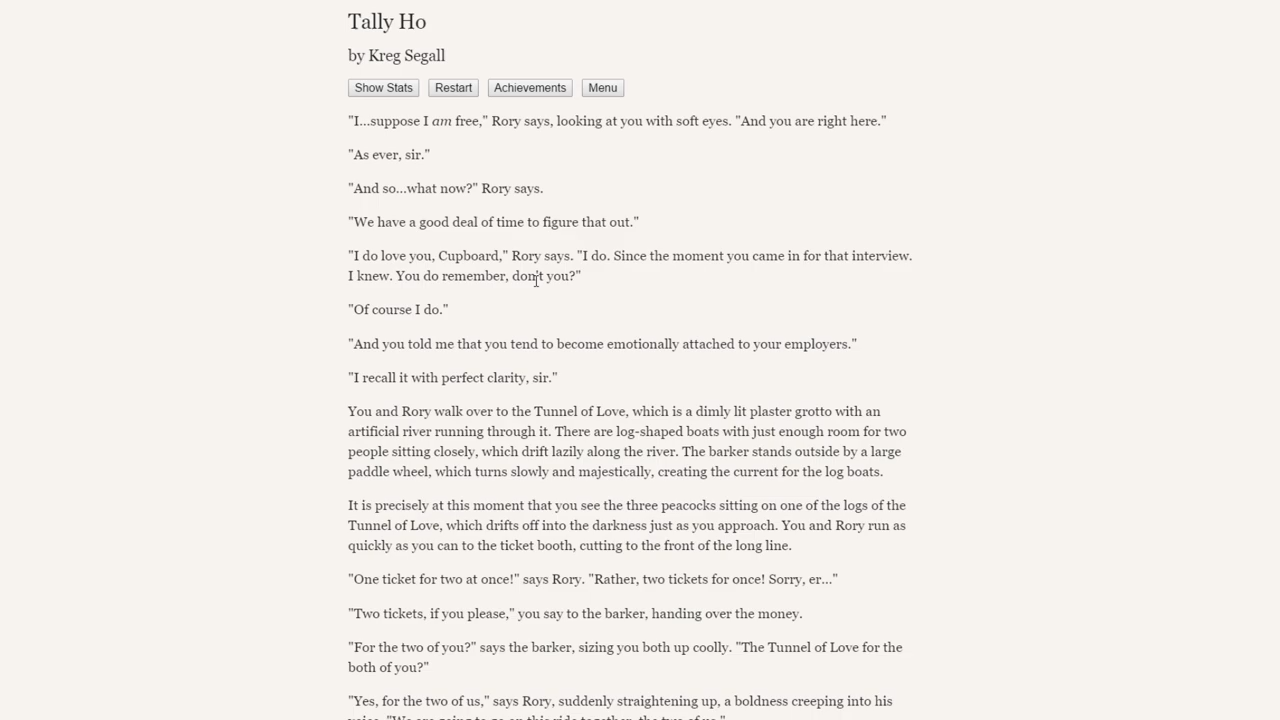 Tally Ho
by Kreg Segall
Show Stats Restart Achievements Menu
"I...suppose I am free," Rory says, looking at you with soft eyes. "And you are right here."
"As ever, sir."
"And so...what now?" Rory says.
"We have a good deal of time to figure that out."
"I do love you, Cupboard," Rory says. "I do. Since the moment you came in for that interview.
I knew. You do remember, don't you?"
"Of course I do."
"And you told me that you tend to become emotionally attached to your employers."
"I recall it with perfect clarity, sir."
You and Rory walk over to the Tunnel of Love, which is a dimly lit plaster grotto with an
artificial river running through it. There are log-shaped boats with just enough room for two
people sitting closely, which drift lazily along the river. The barker stands outside by a large
paddle wheel, which turns slowly and majestically, creating the current for the log boats.
It is precisely at this moment that you see the three peacocks sitting on one of the logs of the
Tunnel of Love, which drifts off into the darkness just as you approach. You and Rory run as
quickly as you can to the ticket booth, cutting to the front of the long line.
"One ticket for two at once!" says Rory. "Rather, two tickets for once! Sorry, er..."
"Two tickets, if you please," you say to the barker, handing over the money.
"For the two of you?" says the barker, sizing you both up coolly. "The Tunnel of Love for the
both of you?"
"Yes, for the two of us," says Rory, suddenly straightening up, a boldness creeping into his
voice. "We are going to go on this ride together, the two of us."